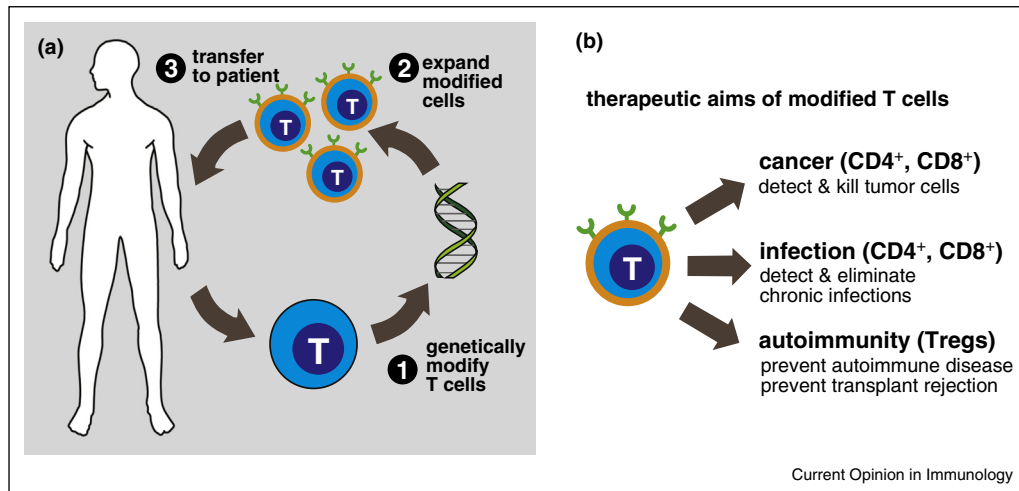 (a)
3 transfer
to patient
2 expand
modified
cells
T
T
T
T
1 genetically
modify
T cells
(b)
therapeutic aims of modified T cells
T
cancer (CD4⁺, CD8⁺)
detect & kill tumor cells
infection (CD4⁺, CD8⁺)
detect & eliminate
chronic infections
autoimmunity (Tregs)
prevent autoimmune disease
prevent transplant rejection
Current Opinion in Immunology